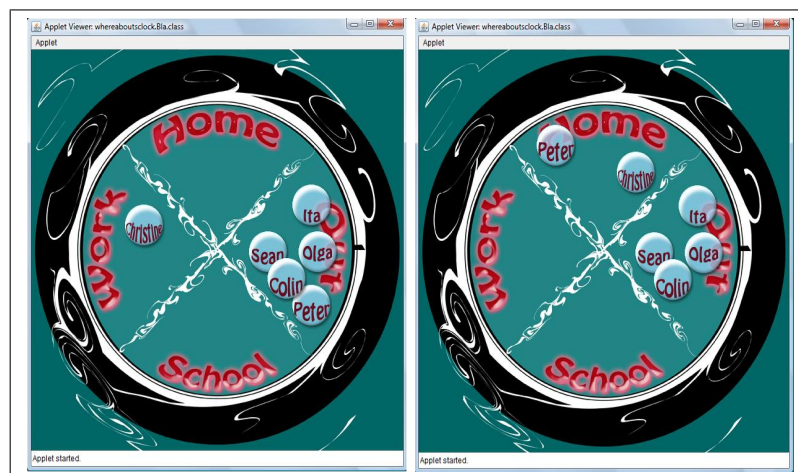 Applet Viewer: whereaboutsclock.Bla.class
Applet
Home
Work
Christine
Ita
Out
Sean
Olga
Colin
Peter
School
Applet started.
Applet Viewer: whereaboutsclock.Bla.class
Applet
Home
Peter
Christine
Work
Ita
Out
Sean
Olga
Colin
School
Applet started.